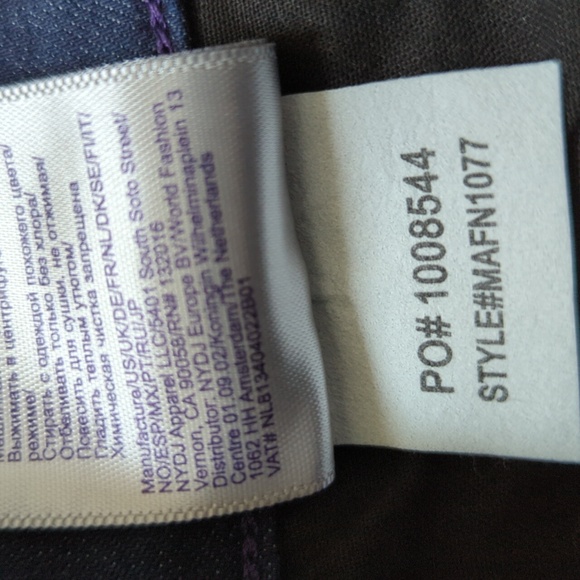 Выжимать и центрифуг
режиме/
Стирать с одеждой похожего цвета/
Отбеливать только без хлора/
Повесить для сушки. не отжимая/
Гладить теплым утюгом/
Химическая чистка запрещена
Manufacture/US/UK/DE/FR/NL/DK/SE/FI/IT/
NO/ESP/MX/PT/RU/JP
NYDJ Apparel LLC/5401 South Soto Street/
Vernon, CA 90058/RN# 132016
Distributor: NYDJ Europe BV/World Fashion
Centre 01.09.02/Koningin Wilhelminaplein 13
1062 HH Amsterdam/The Netherlands
VAT# NL813404022B01
PO# 1008544
STYLE#MAFN1077